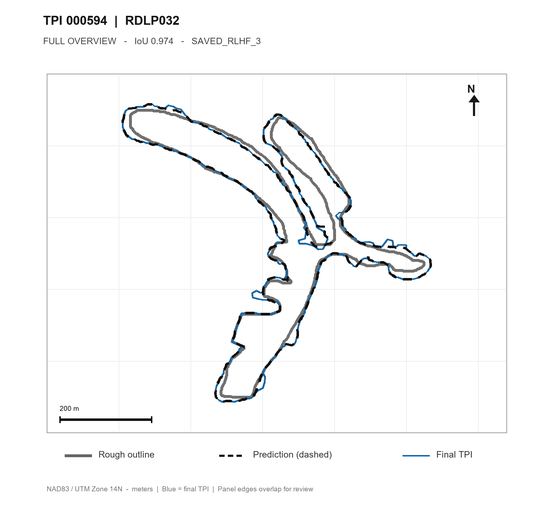 TPI 000594 | RDLP032
FULL OVERVIEW - IoU 0.974 - SAVED_RLHF_3
N
200 m
Rough outline Prediction (dashed) Final TPI
NAD83 / UTM Zone 14N - meters | Blue = final TPI | Panel edges overlap for review